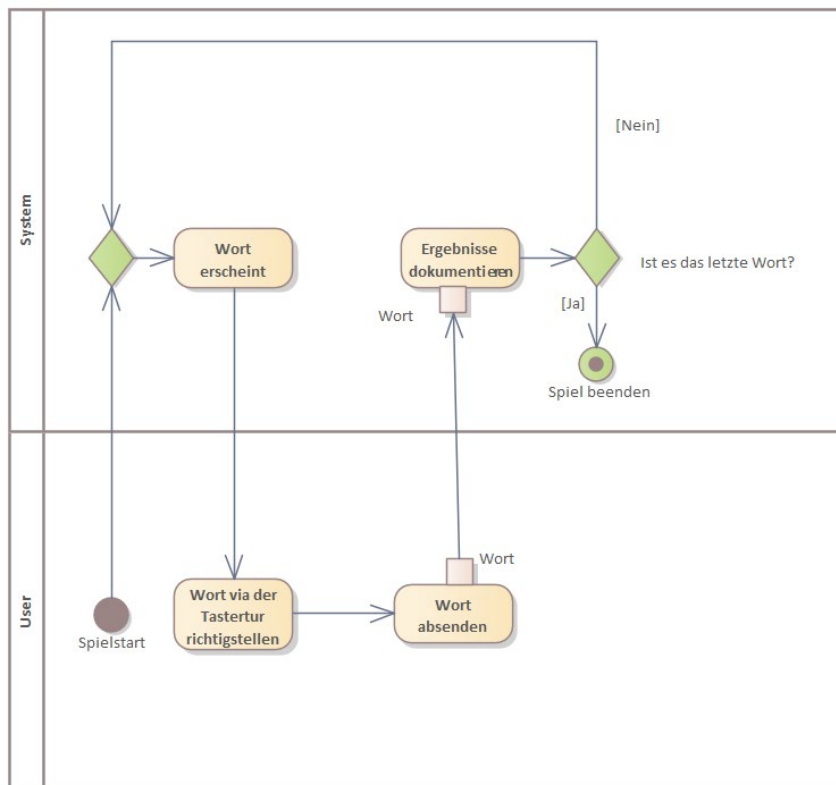 System
[Nein]
Wort
erscheint
Ergebnisse
dokumentieren
Ist es das letzte Wort?
Wort
[Ja]
Spiel beenden
User
Wort
Wort via der
Tastertur
richtigstellen
Wort
absenden
Spielstart